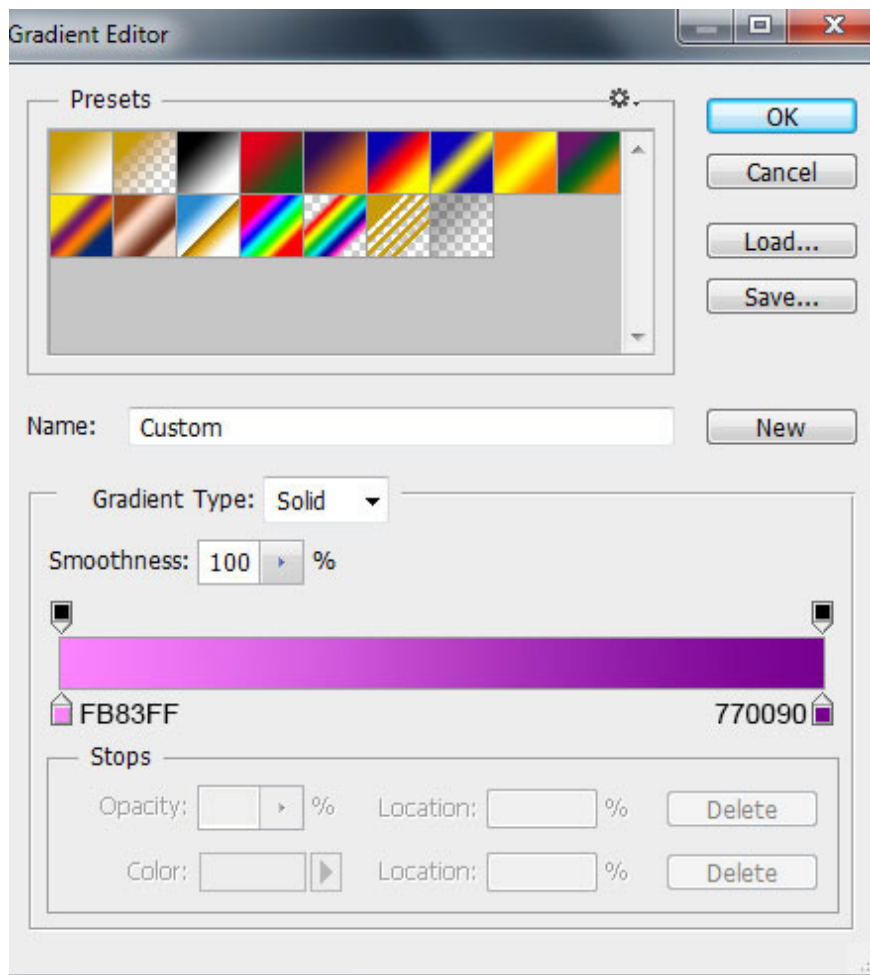 Gradient Editor
Presets
OK
Cancel
Load...
Save...
Name: Custom
New
Gradient Type: Solid
Smoothness: 100 %
FB83FF 770090
Stops
Opacity: % Location: % Delete
Color: Location: % Delete